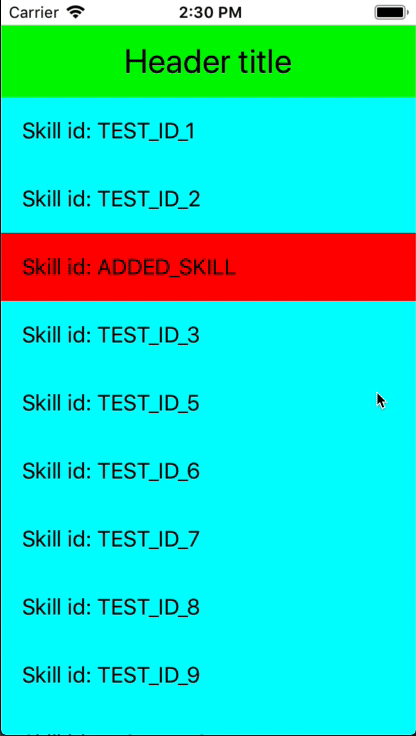 Carrier 2:30 PM
Header title
Skill id: TEST_ID_1
Skill id: TEST_ID_2
Skill id: ADDED_SKILL
Skill id: TEST_ID_3
Skill id: TEST_ID_5
Skill id: TEST_ID_6
Skill id: TEST_ID_7
Skill id: TEST_ID_8
Skill id: TEST_ID_9